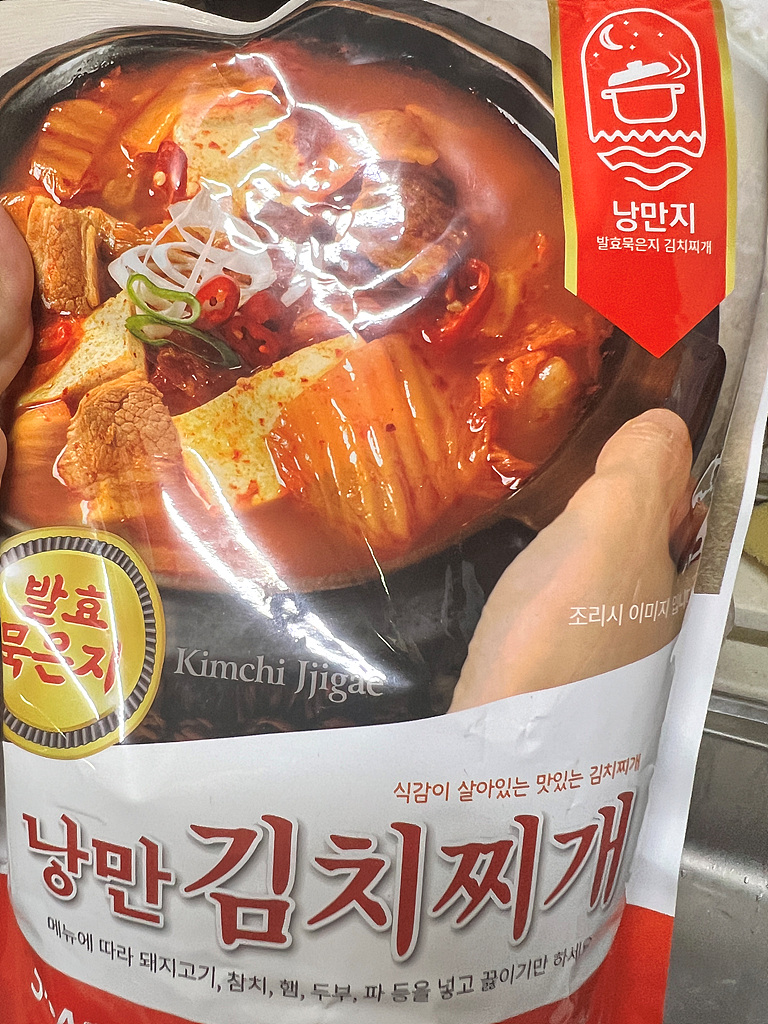 낭만지
발효묵은지 김치찌개
조리시 이미지
발효
묵은지
Kimchi Jjigae
식감이 살아있는 맛있는 김치찌개
낭만김치찌개
메뉴에 따라 돼지고기, 참치, 햄, 두부, 파 등을 넣고 끓이기만 하세요